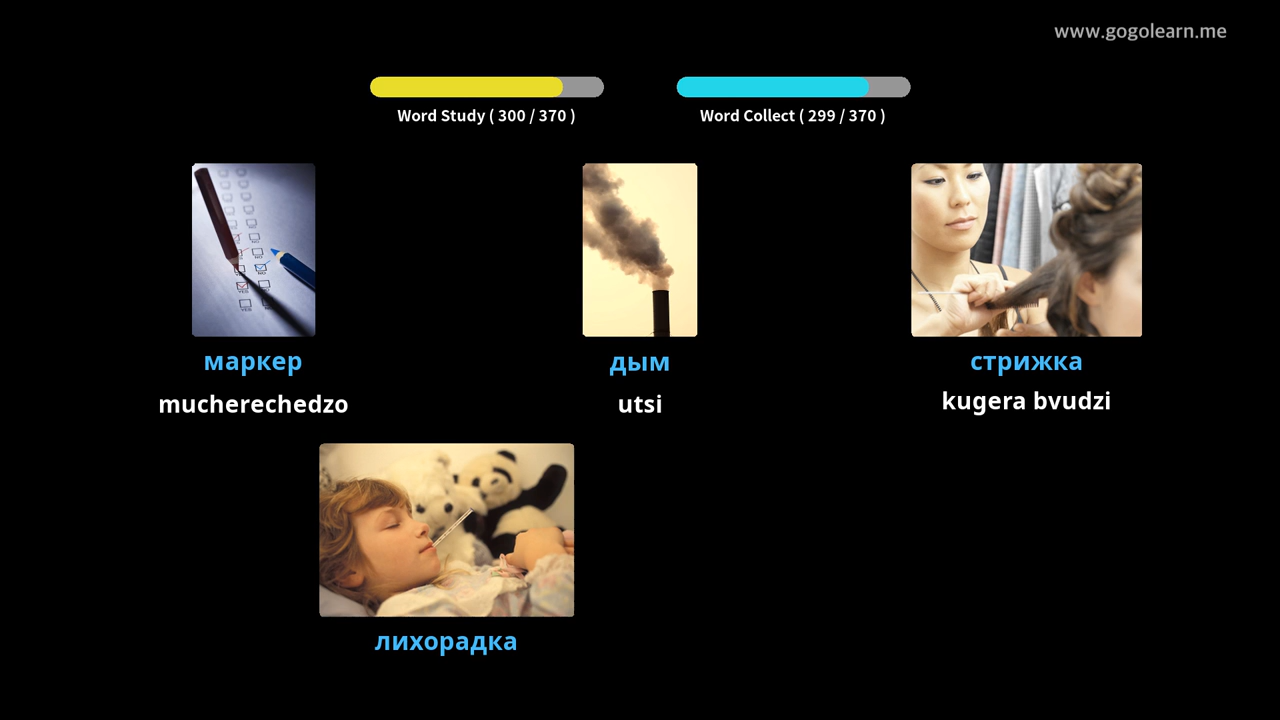 www.gogolearn.me
Word Study ( 300 / 370 )
Word Collect ( 299 / 370 )
маркер
дым
стрижка
mucherechedzo
utsi
kugera bvudzi
лихорадка